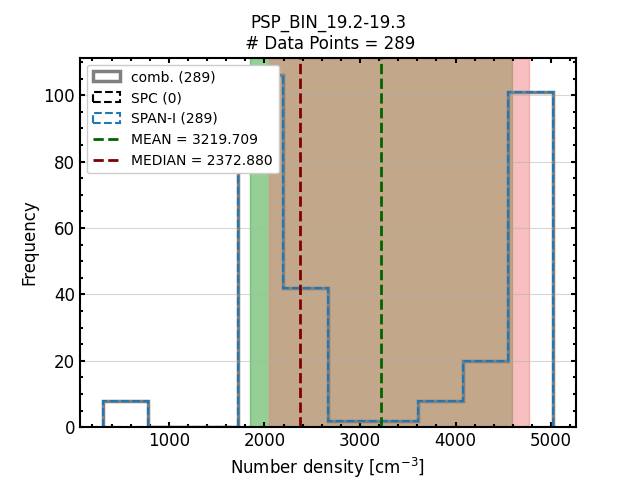 PSP_BIN_19.2-19.3
# Data Points = 289
comb. (289)
SPC (0)
SPAN-I (289)
MEAN = 3219.709
MEDIAN = 2372.880
Frequency
100
80
60
40
20
0
1000 2000 3000 4000 5000
Number density [cm⁻³]